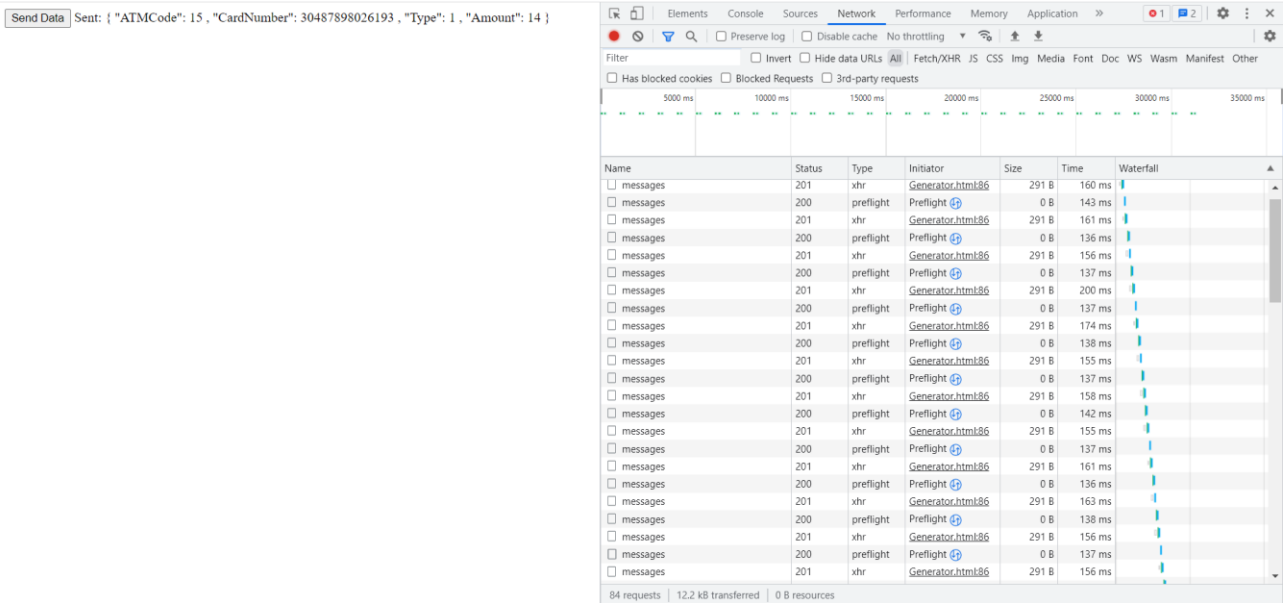 Send Data Sent: { "ATMCode": 15 , "CardNumber": 30487898026193 , "Type": 1 , "Amount": 14 }
Elements Console Sources Network Performance Memory Application » 1 2
Preserve log Disable cache No throttling
Filter Invert Hide data URLs All Fetch/XHR JS CSS Img Media Font Doc WS Wasm Manifest Other
Has blocked cookies Blocked Requests 3rd-party requests
5000 ms 10000 ms 15000 ms 20000 ms 25000 ms 30000 ms 35000 ms
Name Status Type Initiator Size Time Waterfall
messages 201 xhr Generator.html:86 291 B 160 ms
messages 200 preflight Preflight 0 B 143 ms
messages 201 xhr Generator.html:86 291 B 161 ms
messages 200 preflight Preflight 0 B 136 ms
messages 201 xhr Generator.html:86 291 B 156 ms
messages 200 preflight Preflight 0 B 137 ms
messages 201 xhr Generator.html:86 291 B 200 ms
messages 200 preflight Preflight 0 B 137 ms
messages 201 xhr Generator.html:86 291 B 174 ms
messages 200 preflight Preflight 0 B 138 ms
messages 201 xhr Generator.html:86 291 B 155 ms
messages 200 preflight Preflight 0 B 137 ms
messages 201 xhr Generator.html:86 291 B 158 ms
messages 200 preflight Preflight 0 B 142 ms
messages 201 xhr Generator.html:86 291 B 155 ms
messages 200 preflight Preflight 0 B 137 ms
messages 201 xhr Generator.html:86 291 B 161 ms
messages 200 preflight Preflight 0 B 136 ms
messages 201 xhr Generator.html:86 291 B 163 ms
messages 200 preflight Preflight 0 B 138 ms
messages 201 xhr Generator.html:86 291 B 156 ms
messages 200 preflight Preflight 0 B 137 ms
messages 201 xhr Generator.html:86 291 B 156 ms
84 requests 12.2 kB transferred 0 B resources